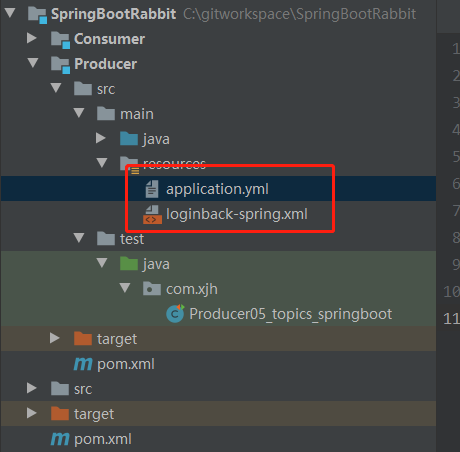 SpringBootRabbit C:\gitworkspace\SpringBootRabbit
Consumer
Producer
src
main
java
resources
application.yml
loginback-spring.xml
test
java
com.xjh
Producer05_topics_springboot
target
pom.xml
src
target
pom.xml
1
2
3
4
5
6
7
8
9
10
11